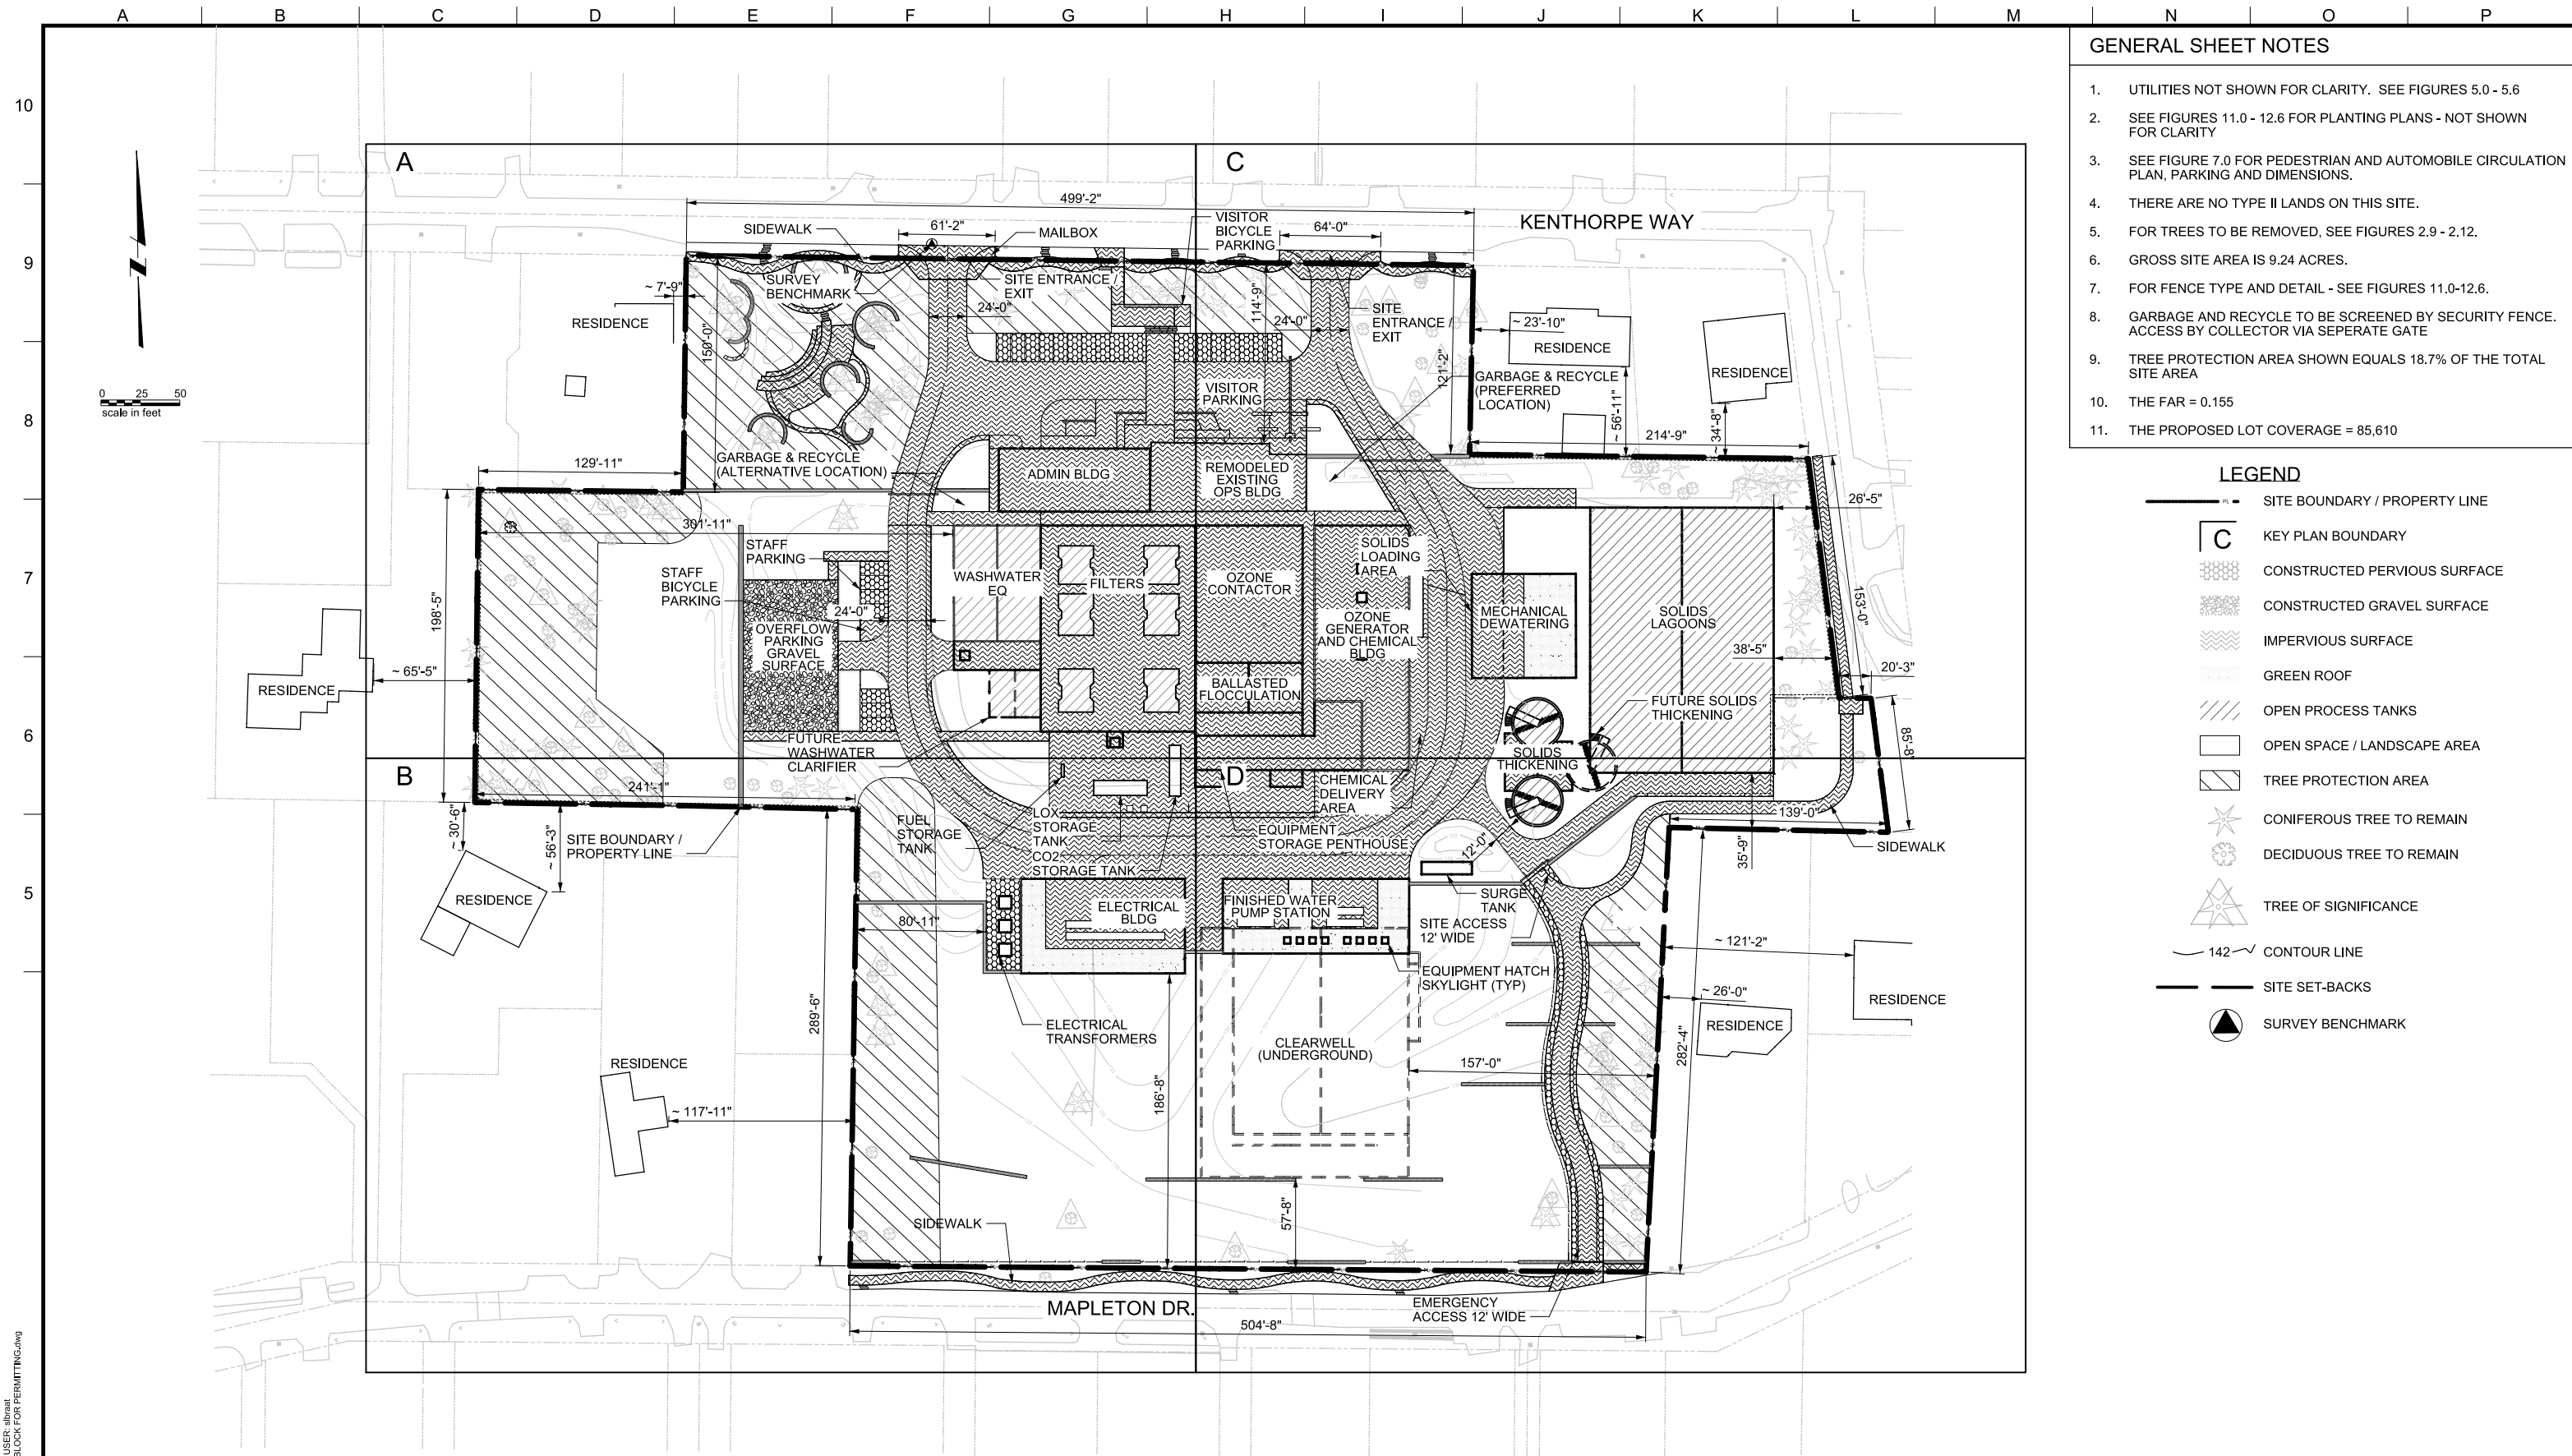 A B C D E F G H I J K L M N O P
10
9
8
7
6
5
GENERAL SHEET NOTES
1. UTILITIES NOT SHOWN FOR CLARITY. SEE FIGURES 5.0 - 5.6
2. SEE FIGURES 11.0 - 12.6 FOR PLANTING PLANS - NOT SHOWN
FOR CLARITY
3. SEE FIGURE 7.0 FOR PEDESTRIAN AND AUTOMOBILE CIRCULATION
PLAN, PARKING AND DIMENSIONS.
4. THERE ARE NO TYPE II LANDS ON THIS SITE.
5. FOR TREES TO BE REMOVED, SEE FIGURES 2.9 - 2.12.
6. GROSS SITE AREA IS 9.24 ACRES.
7. FOR FENCE TYPE AND DETAIL - SEE FIGURES 11.0-12.6.
8. GARBAGE AND RECYCLE TO BE SCREENED BY SECURITY FENCE.
ACCESS BY COLLECTOR VIA SEPERATE GATE
9. TREE PROTECTION AREA SHOWN EQUALS 18.7% OF THE TOTAL
SITE AREA
10. THE FAR = 0.155
11. THE PROPOSED LOT COVERAGE = 85,610
LEGEND
PL SITE BOUNDARY / PROPERTY LINE
C KEY PLAN BOUNDARY
CONSTRUCTED PERVIOUS SURFACE
CONSTRUCTED GRAVEL SURFACE
IMPERVIOUS SURFACE
GREEN ROOF
OPEN PROCESS TANKS
OPEN SPACE / LANDSCAPE AREA
TREE PROTECTION AREA
CONIFEROUS TREE TO REMAIN
DECIDUOUS TREE TO REMAIN
TREE OF SIGNIFICANCE
142 CONTOUR LINE
SITE SET-BACKS
SURVEY BENCHMARK
N
0 25 50
scale in feet
A
C
499'-2"
KENTHORPE WAY
SIDEWALK
61'-2"
MAILBOX
VISITOR
BICYCLE
PARKING
64'-0"
~ 7'-9"
SURVEY
BENCHMARK
SITE ENTRANCE /
EXIT
24'-0"
114'-9"
24'-0"
SITE
ENTRANCE /
EXIT
~ 23'-10"
RESIDENCE
RESIDENCE
RESIDENCE
150'-0"
121'-2"
GARBAGE & RECYCLE
(PREFERRED
LOCATION)
~ 56'-11"
~ 34'-8"
VISITOR
PARKING
214'-9"
129'-11"
GARBAGE & RECYCLE
(ALTERNATIVE LOCATION)
ADMIN BLDG
REMODELED
EXISTING
OPS BLDG
26'-5"
301'-11"
STAFF
PARKING
STAFF
BICYCLE
PARKING
WASHWATER
EQ
FILTERS
OZONE
CONTACTOR
SOLIDS
LOADING
AREA
198'-5"
24'-0"
OVERFLOW
PARKING
GRAVEL
SURFACE
OZONE
GENERATOR
AND CHEMICAL
BLDG
MECHANICAL
DEWATERING
SOLIDS
LAGOONS
153'-0"
38'-5"
20'-3"
~ 65'-5"
RESIDENCE
BALLASTED
FLOCCULATION
FUTURE SOLIDS
THICKENING
FUTURE
WASHWATER
CLARIFIER
SOLIDS
THICKENING
85'-8"
B
D
241'-1"
CHEMICAL
DELIVERY
AREA
139'-0"
~ 30'-6"
~ 56'-3"
SITE BOUNDARY /
PROPERTY LINE
FUEL
STORAGE
TANK
LOX
STORAGE
TANK
CO2
STORAGE TANK
EQUIPMENT
STORAGE PENTHOUSE
12'-0"
35'-9"
SIDEWALK
RESIDENCE
80'-11"
ELECTRICAL
BLDG
FINISHED WATER
PUMP STATION
SURGE
TANK
SITE ACCESS
12' WIDE
~ 121'-2"
EQUIPMENT HATCH /
SKYLIGHT (TYP)
~ 26'-0"
RESIDENCE
RESIDENCE
289'-6"
ELECTRICAL
TRANSFORMERS
CLEARWELL
(UNDERGROUND)
282'-4"
RESIDENCE
157'-0"
~ 117'-11"
186'-8"
SIDEWALK
57'-8"
MAPLETON DR.
EMERGENCY
ACCESS 12' WIDE
504'-8"
USER: slbraat
BLOCK FOR PERMITTING.dwg